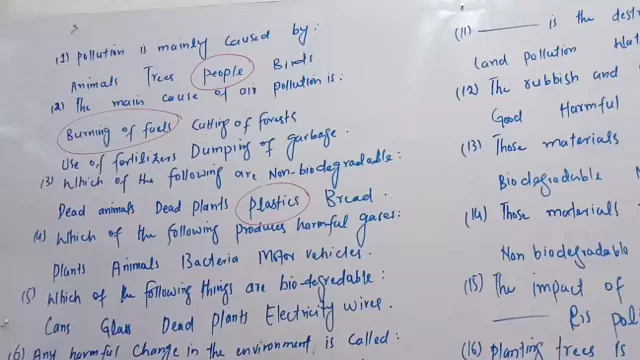 (1) Pollution is mainly caused by :
Animals Trees People Birds
(2) The main cause of air pollution is :
Burning of fuels Cutting of forests
Use of fertilizers Dumping of garbage.
(3) Which of the following are Non-biodegradable :
Dead animals Dead Plants Plastics Bread.
(4) Which of the following produces harmful gases :
Plants Animals Bacteria Motor vehicles.
(5) Which of the following things are bio-degredable :
Cans Glass Dead Plants Electricity wires.
(6) Any harmful change in the environment is called :
(11) ______ is the
Land pollution
(12) The rubbish and
Good Harmful
(13) Those materials
Biodegradable
(14) Those materials
Non biodegradable
(15) The impact of
______ is
(16) Planting trees is